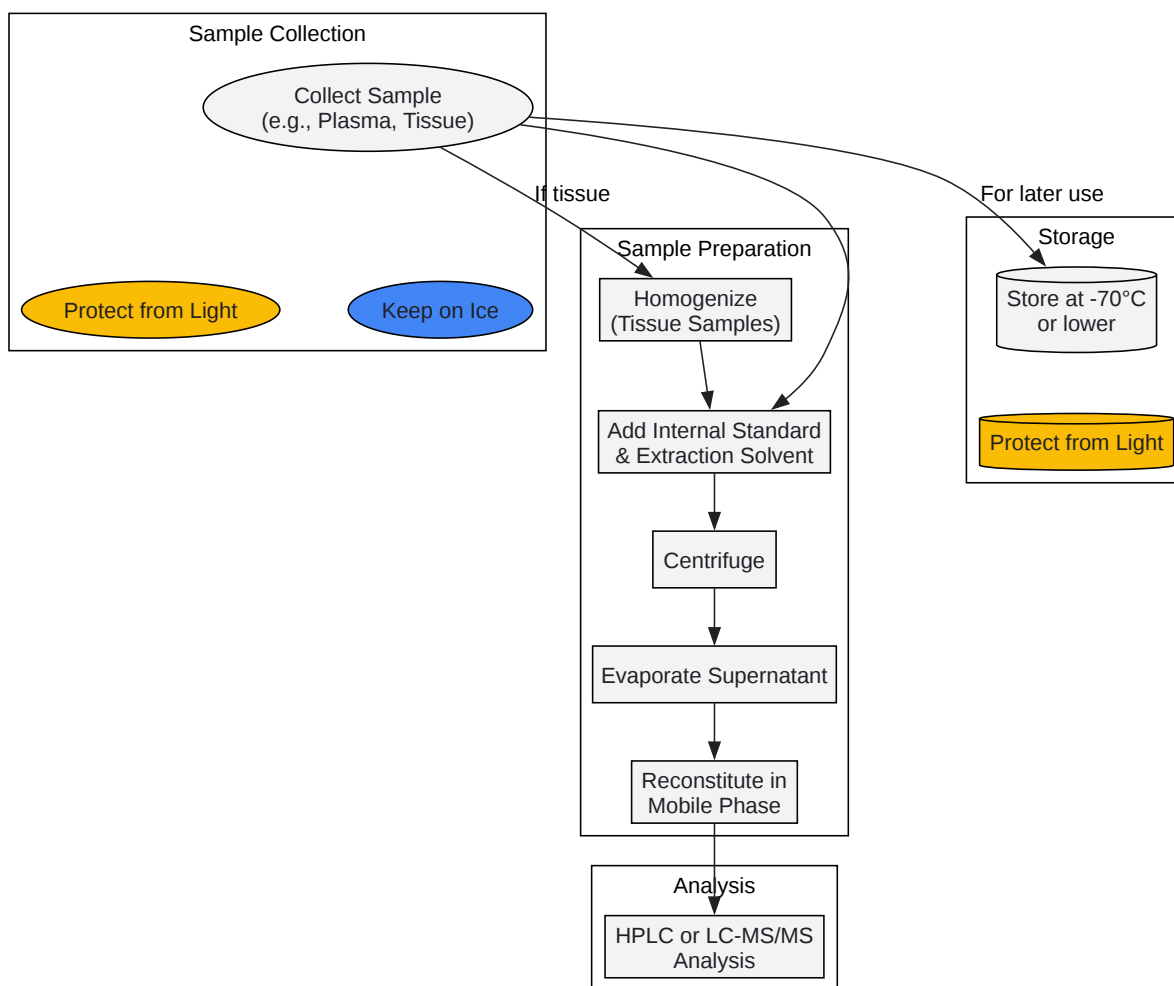 Sample Collection
Collect Sample
(e.g., Plasma, Tissue)
If tissue
For later use
Protect from Light
Keep on Ice
Sample Preparation
Homogenize
(Tissue Samples)
Add Internal Standard
& Extraction Solvent
Centrifuge
Evaporate Supernatant
Reconstitute in
Mobile Phase
Storage
Store at -70°C
or lower
Protect from Light
Analysis
HPLC or LC-MS/MS
Analysis